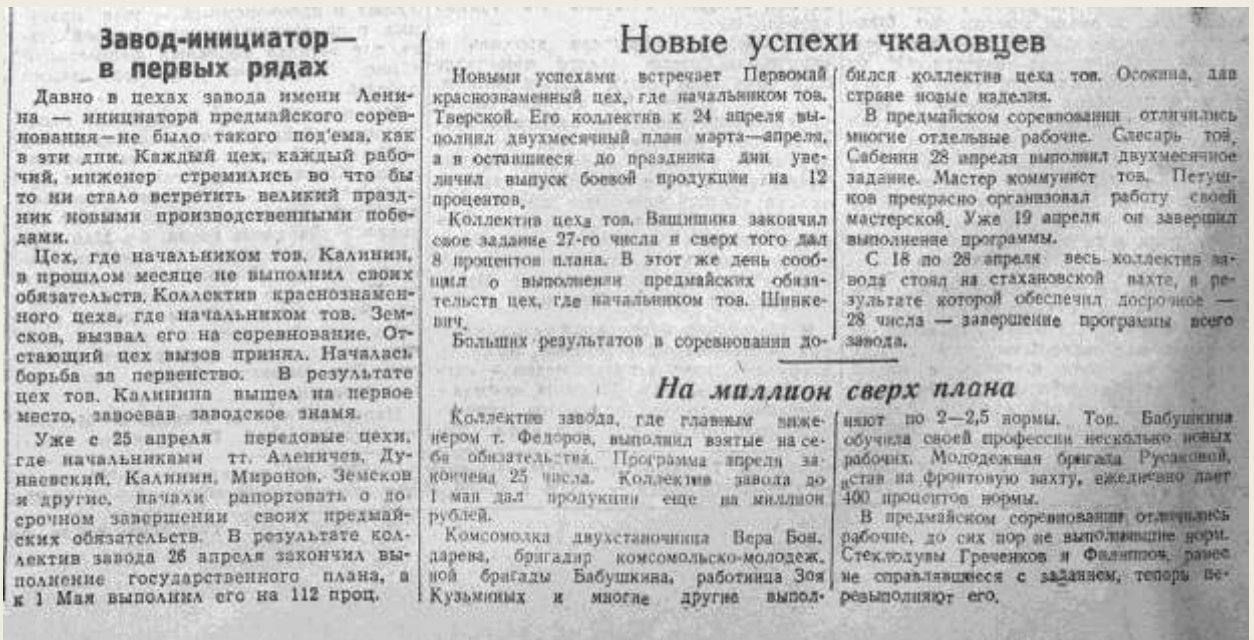 Завод-инициатор—
в первых рядах
Давно в цехах завода имени Лени-
на — инициатора предмайского сорев-
нования—не было такого под'ема, как
в эти дни. Каждый цех, каждый рабо-
чий, инженер стремились во что бы
то ни стало встретить великий празд-
ник новыми производственными побе-
дами.
Цех, где начальником тов. Калинин,
в прошлом месяце не выполнил своих
обязательств. Коллектив краснознамен-
ного цеха, где начальником тов. Зем-
сков, вызвал его на соревнование. От-
стающий цех вызов принял. Началась
борьба за первенство. В результате
цех тов. Калинина вышел на первое
место, завоевав заводское знамя.
Уже с 25 апреля передовые цехи,
где начальниками тт. Аленичев, Ду-
наевский, Калинин, Миронов, Земсков
и другие, начали рапортовать о до-
срочном завершении своих предмай-
ских обязательств. В результате кол-
лектив завода 26 апреля закончил вы-
полнение государственного плана, а
к 1 Мая выполнил его на 112 проц.
Новые успехи чкаловцев
Новыми успехами встречает Первомай
краснознаменный цех, где начальником тов.
Тверской. Его коллектив к 24 апреля вы-
полнил двухмесячный план марта—апреля,
а в оставшиеся до праздника дни уве-
личил выпуск боевой продукции на 12
процентов.
Коллектив цеха тов. Ващишина закончил
свое задание 27-го числа и сверх того дал
8 процентов плана. В этот же день сооб-
щил о выполнении предмайских обяза-
тельств цех, где начальником тов. Шинке-
вич.
Больших результатов в соревновании до-
бился коллектив цеха тов. Осокина, дав
стране новые изделия.
В предмайском соревновании отличились
многие отдельные рабочие. Слесарь тов.
Сабенин 28 апреля выполнил двухмесячное
задание. Мастер коммунист тов. Петуш-
ков прекрасно организовал работу своей
мастерской. Уже 19 апреля он завершил
выполнение программы.
С 18 по 28 апреля весь коллектив за-
вода стоял на стахановской вахте, в ре-
зультате которой обеспечил досрочное —
28 числа — завершение программы всего
завода.
На миллион сверх плана
Коллектив завода, где главным инже-
нером т. Федоров, выполнил взятые на се-
бя обязательства. Программа апреля за-
кончена 25 числа. Коллектив завода до
1 мая дал продукции еще на миллион
рублей.
Комсомолка двухстаночница Вера Бон-
дарева, бригадир комсомольско-молодеж.
ной бригады Бабушкина, работница Зоя
Кузьминых и многие другие выпол-
няют по 2—2,5 нормы. Тов. Бабушкина
обучила своей профессии несколько новых
рабочих. Молодежная бригада Русаковой,
встав на фронтовую вахту, ежедневно дает
400 процентов нормы.
В предмайском соревновании отличились
рабочие, до сих пор не выполнявшие норм.
Стеклодувы Греченков и Филиппов, ранее
не справлявшиеся с заданием, теперь пе-
ревыполняют его.